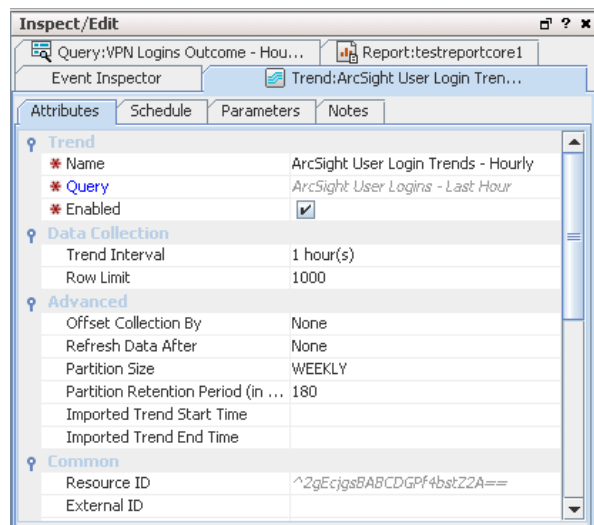 Inspect/Edit ? x
Query:VPN Logins Outcome - Hou... Report:testreportcore1
Event Inspector Trend:ArcSight User Login Tren...
Attributes Schedule Parameters Notes
Trend
* Name ArcSight User Login Trends - Hourly
* Query ArcSight User Logins - Last Hour
* Enabled
Data Collection
Trend Interval 1 hour(s)
Row Limit 1000
Advanced
Offset Collection By None
Refresh Data After None
Partition Size WEEKLY
Partition Retention Period (in ... 180
Imported Trend Start Time
Imported Trend End Time
Common
Resource ID ^2gEcjgsBABCDGPf4bstZ2A==
External ID